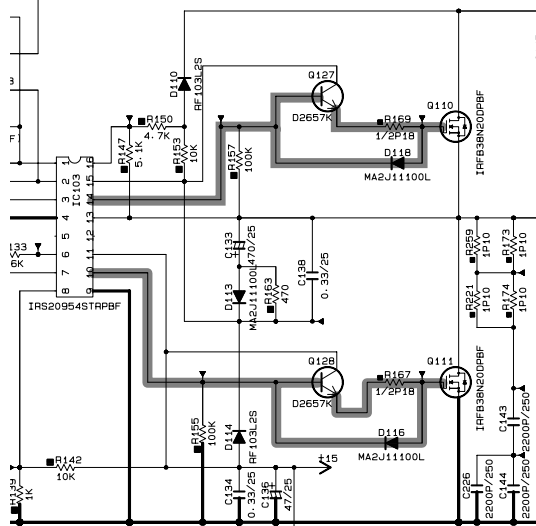 D110
RF103L2S
Q127
D2657K
R169
1/2P18
Q110
IRFB38N20DPBF
D118
MA2J11100L
R150
4.7K
R147
5.1K
R153
10K
R157
100K
IC103
1
2
3
4
5
6
7
8
16
15
14
13
12
11
10
9
IRS20954STRPBF
6K
C133
470/25
D113
MA2J11100L
R163
470
C138
0.33/25
R259
1P10
R173
1P10
R221
1P10
R174
1P10
Q128
D2657K
R167
1/2P18
Q111
IRFB38N20DPBF
D116
MA2J11100L
R155
100K
D114
RF103L2S
R142
10K
1K
+15
C134
0.33/25
C136
47/25
C143
2200P/250
C226
2200P/250
C144
2200P/250